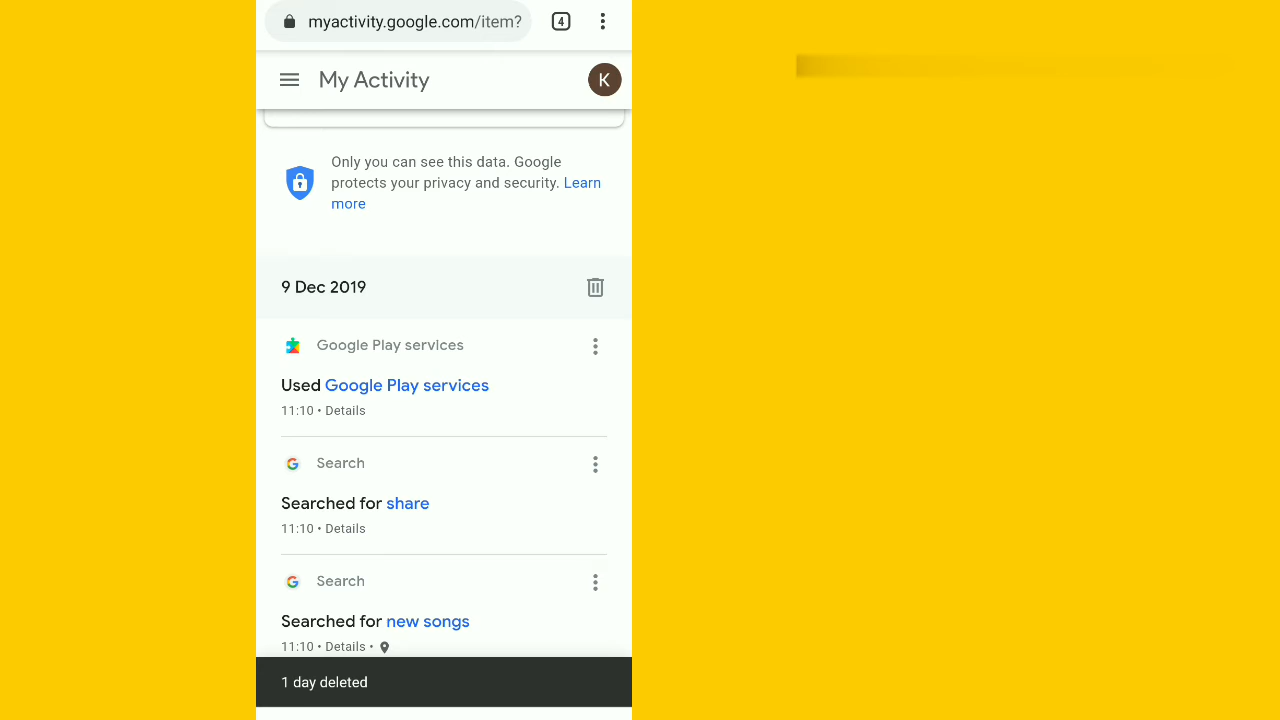 myactivity.google.com/item?
4
My Activity
K
Only you can see this data. Google
protects your privacy and security. Learn
more
9 Dec 2019
Google Play services
Used Google Play services
11:10 • Details
Search
Searched for share
11:10 • Details
Search
Searched for new songs
11:10 • Details •
1 day deleted